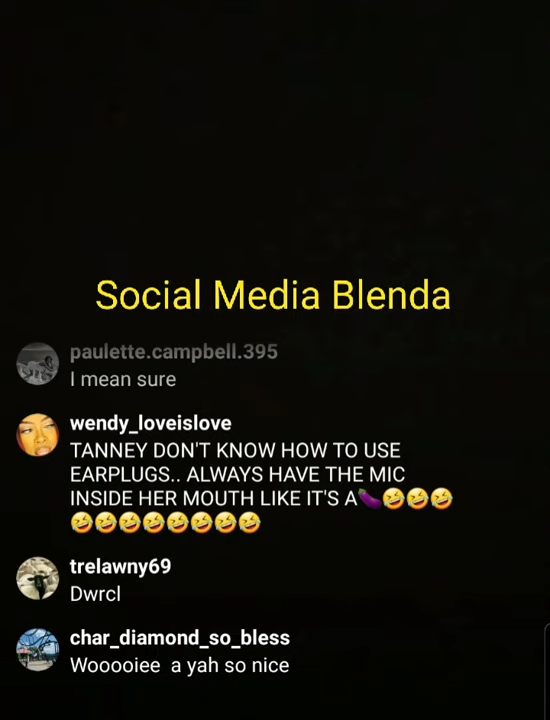 Social Media Blenda
paulette.campbell.395
I mean sure
wendy_loveislove
TANNEY DON'T KNOW HOW TO USE
EARPLUGS.. ALWAYS HAVE THE MIC
INSIDE HER MOUTH LIKE IT'S A🍆🤣🤣🤣
🤣🤣🤣🤣🤣🤣🤣🤣
trelawny69
Dwrcl
char_diamond_so_bless
Wooooiee a yah so nice